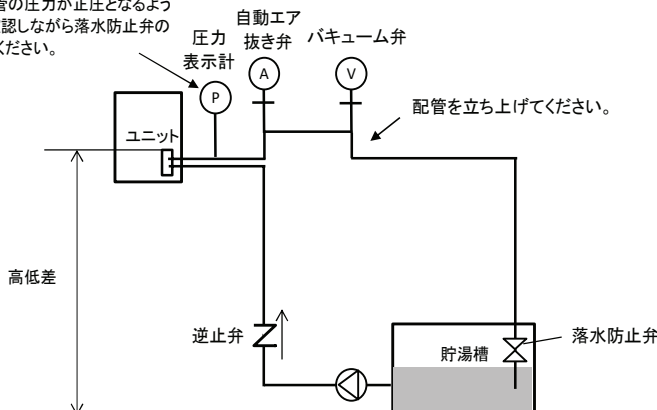 管の圧力が正圧となるよう
認しながら落水防止弁の
ください。
自動エア
抜き弁
バキューム弁
圧力
表示計
A
V
P
配管を立ち上げてください。
ユニット
高低差
逆止弁
貯湯槽
落水防止弁